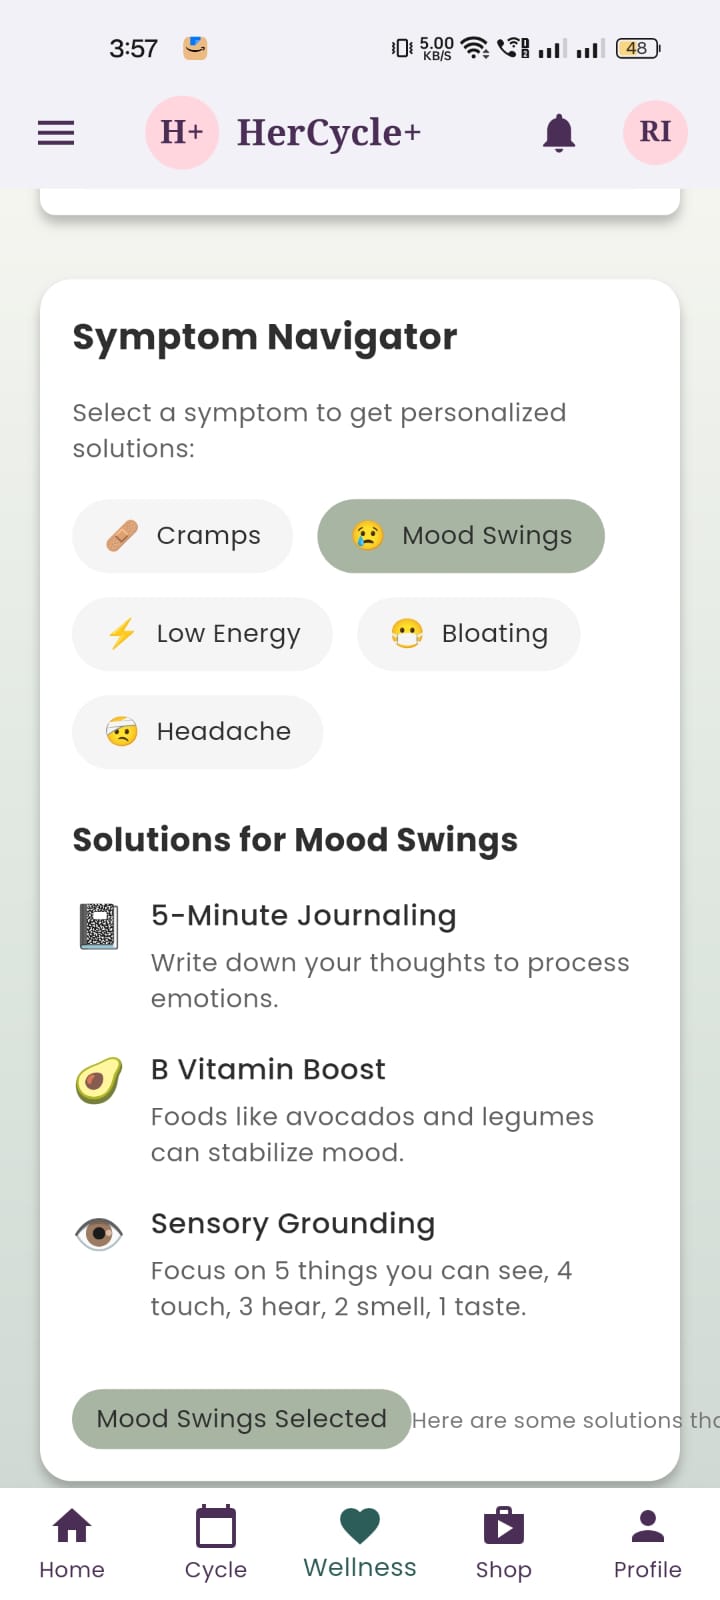 3:57 5.00 KB/S 48
H+ HerCycle+ RI
Symptom Navigator
Select a symptom to get personalized
solutions:
Cramps Mood Swings
Low Energy Bloating
Headache
Solutions for Mood Swings
5-Minute Journaling
Write down your thoughts to process
emotions.
B Vitamin Boost
Foods like avocados and legumes
can stabilize mood.
Sensory Grounding
Focus on 5 things you can see, 4
touch, 3 hear, 2 smell, 1 taste.
Mood Swings Selected Here are some solutions
Home Cycle Wellness Shop Profile